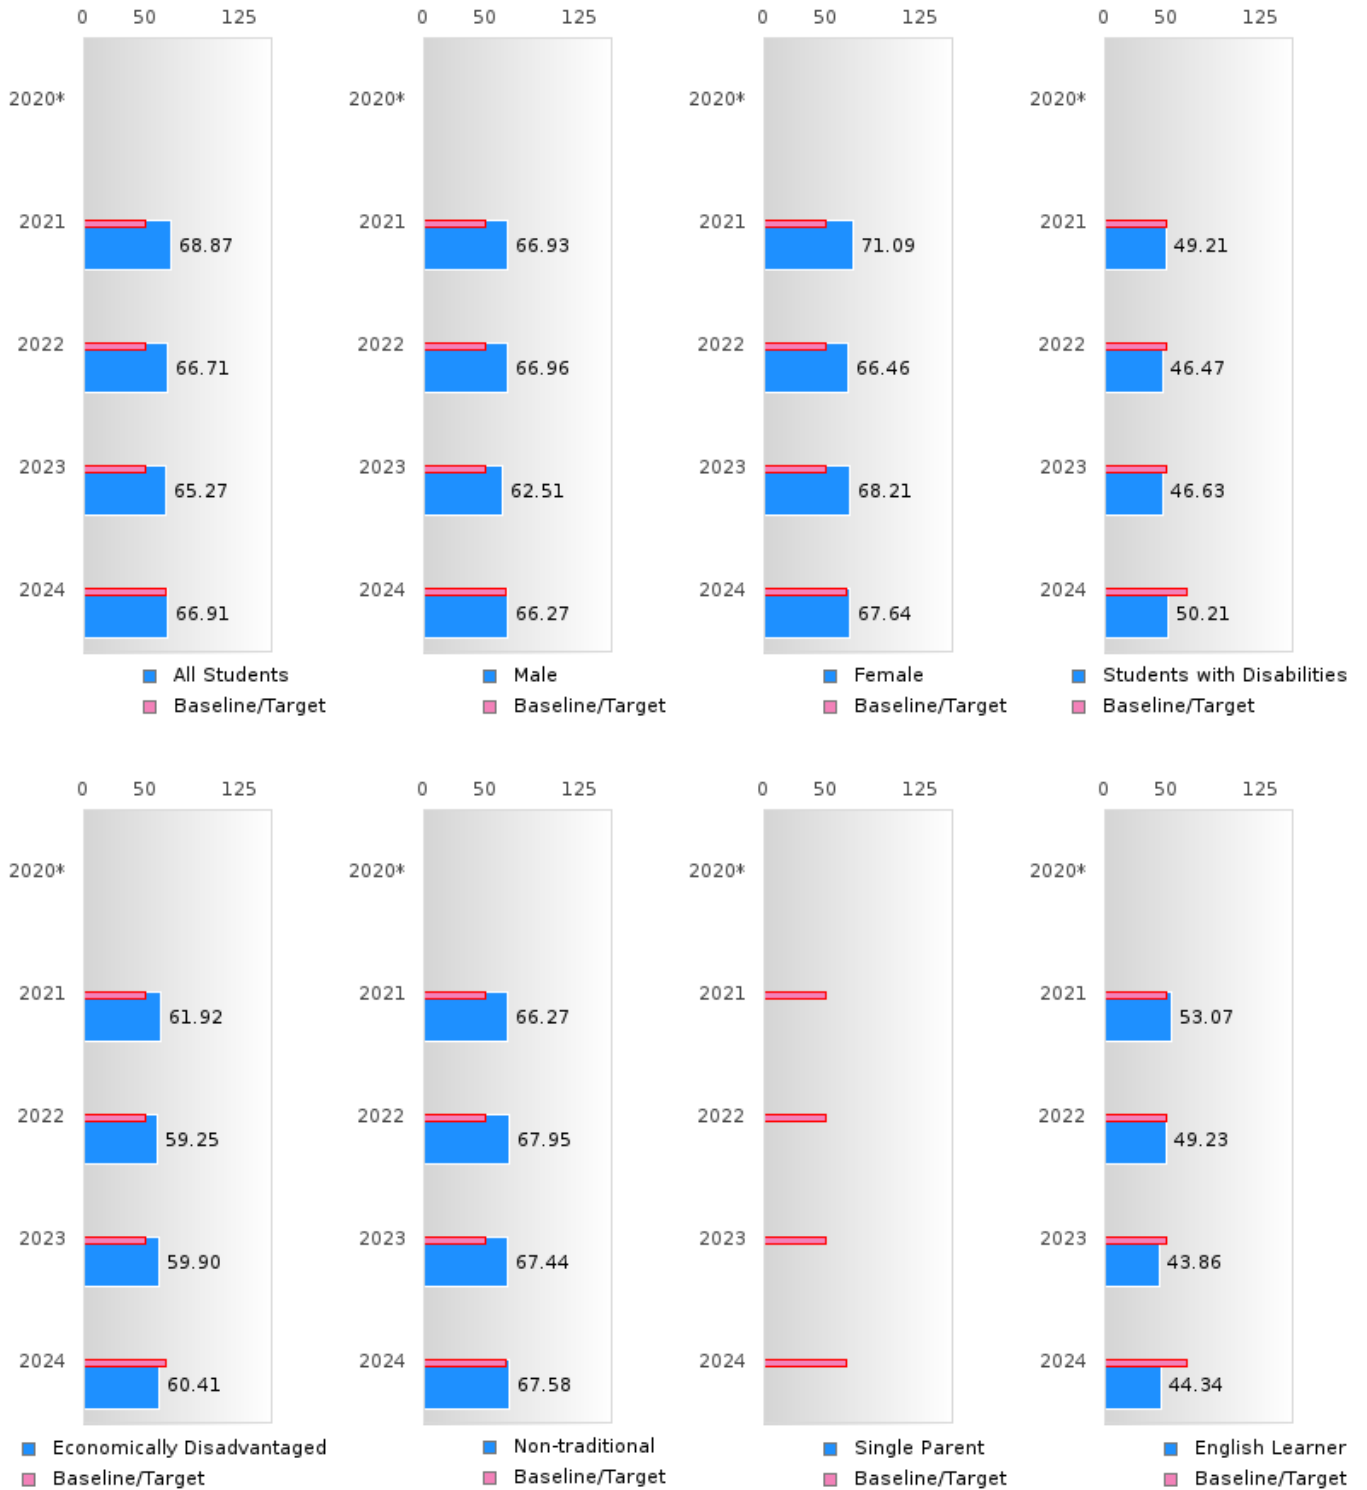 0 50 125 0 50 125 0 50 125 0 50 125
2020* 2020* 2020* 2020*
2021 2021 2021 2021
68.87 66.93 71.09 49.21
2022 2022 2022 2022
66.71 66.96 66.46 46.47
2023 2023 2023 2023
65.27 62.51 68.21 46.63
2024 2024 2024 2024
66.91 66.27 67.64 50.21
All Students Male Female Students with Disabilities
Baseline/Target Baseline/Target Baseline/Target Baseline/Target
0 50 125 0 50 125 0 50 125 0 50 125
2020* 2020* 2020* 2020*
2021 2021 2021 2021
61.92 66.27 53.07
2022 2022 2022 2022
59.25 67.95 49.23
2023 2023 2023 2023
59.90 67.44 43.86
2024 2024 2024 2024
60.41 67.58 44.34
Economically Disadvantaged Non-traditional Single Parent English Learner
Baseline/Target Baseline/Target Baseline/Target Baseline/Target